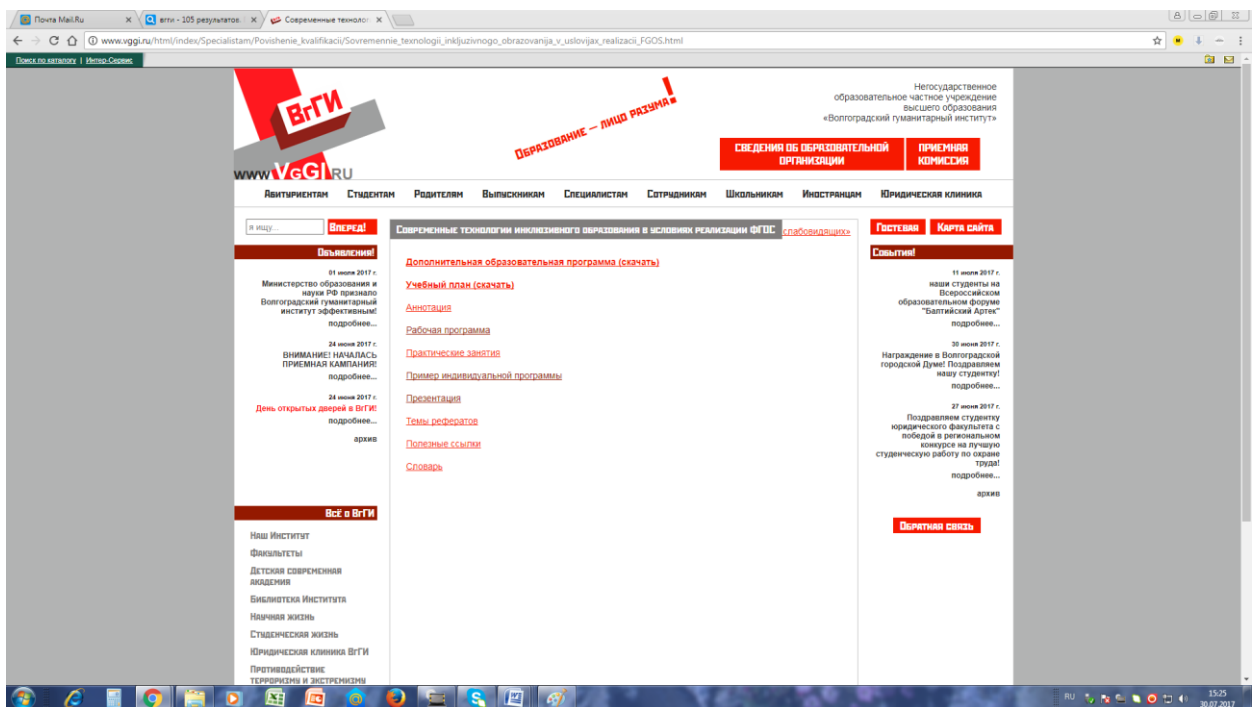 Почта Mail.Ru
вгги - 105 результатов.
Современные технолог
www.vggi.ru/html/index/Specialistam/Povishenie_kvalifikacii/Sovremennie_texnologii_inkljuzivnogo_obrazovanija_v_uslovijax_realizacii_FGOS.html
Поиск по каталогу | Интер-Сервис
ВгГИ
www.VgGI.RU
Образование — лицо разума!
Негосударственное
образовательное частное учреждение
высшего образования
«Волгоградский гуманитарный институт»
Сведения об образовательной
организации
Приемная
комиссия
Абитуриентам Студентам Родителям Выпускникам Специалистам Сотрудникам Школьникам Иностранцам Юридическая клиника
я ищу... Вперед!
Объявления!
01 июля 2017 г.
Министерство образования и
науки РФ признало
Волгоградский гуманитарный
институт эффективным!
подробнее...
24 июня 2017 г.
ВНИМАНИЕ! НАЧАЛАСЬ
ПРИЕМНАЯ КАМПАНИЯ!
подробнее...
24 июня 2017 г.
День открытых дверей в ВгГИ!
подробнее...
архив
Всё о ВгГИ
Наш Институт
Факультеты
Детская современная
академия
Библиотека Института
Научная жизнь
Студенческая жизнь
Юридическая клиника ВгГИ
Противодействие
терроризму и экстремизму
Современные технологии инклюзивного образования в условиях реализации ФГОС слабовидящих»
Дополнительная образовательная программа (скачать)
Учебный план (скачать)
Аннотация
Рабочая программа
Практические занятия
Пример индивидуальной программы
Презентация
Темы рефератов
Полезные ссылки
Словарь
Гостевая Карта сайта
События!
11 июля 2017 г.
наши студенты на
Всероссийском
образовательном форуме
"Балтийский Артек"
подробнее...
30 июня 2017 г.
Награждение в Волгоградской
городской Думе! Поздравляем
нашу студентку!
подробнее...
27 июня 2017 г.
Поздравляем студентку
юридического факультета с
победой в региональном
конкурсе на лучшую
студенческую работу по охране
труда!
подробнее...
архив
Обратная связь
RU
15:25
30.07.2017